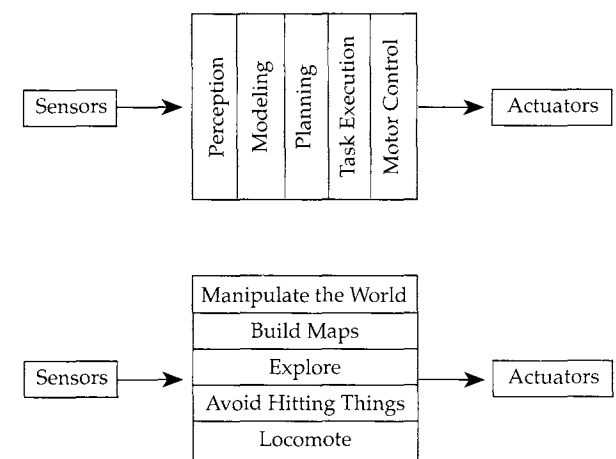 Sensors
Perception
Modeling
Planning
Task Execution
Motor Control
Actuators
Sensors
Manipulate the World
Build Maps
Explore
Avoid Hitting Things
Locomote
Actuators